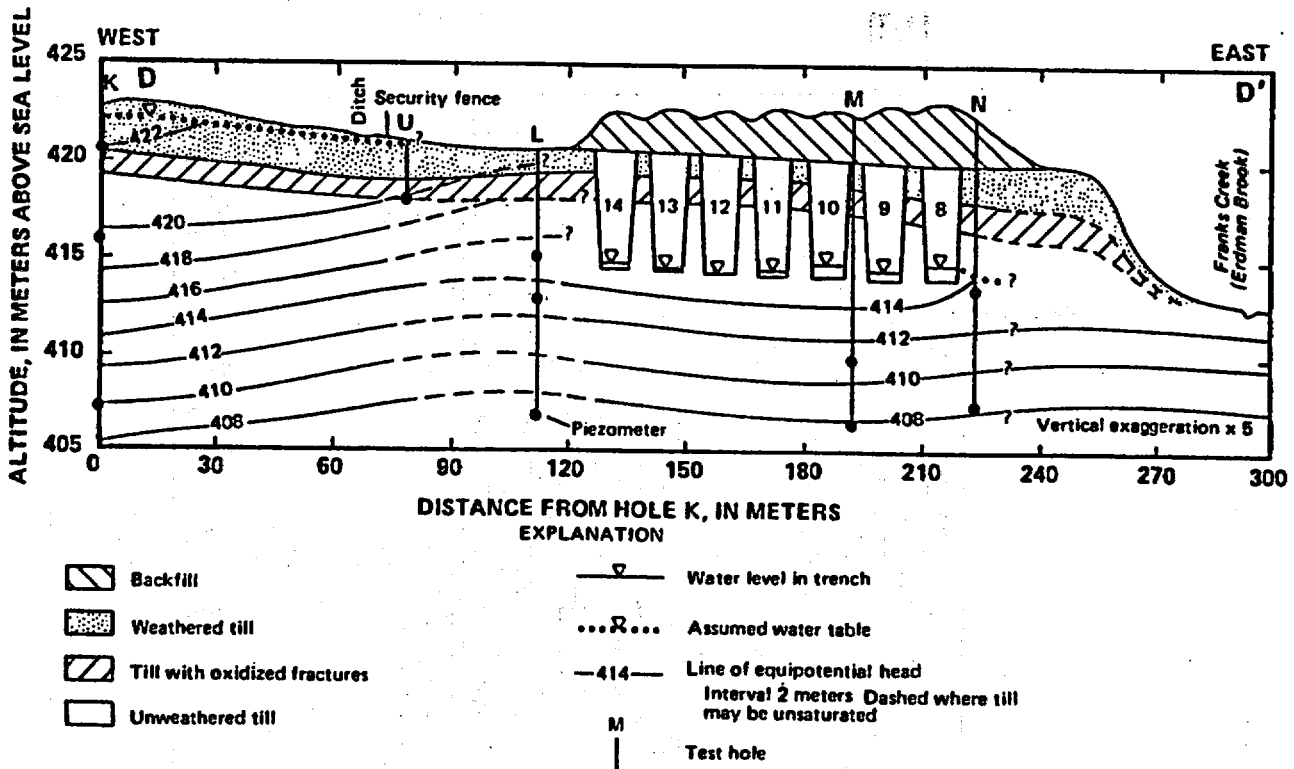 WEST
EAST
ALTITUDE, IN METERS ABOVE SEA LEVEL
425
420
415
410
405
K
D
Ditch
Security fence
U
?
L
M
N
D'
422
?
?
?
420
418
416
414
412
410
408
14
13
12
11
10
9
8
414
412
410
408
?
?
?
?
Franks Creek
(Erdman Brook)
Piezometer
Vertical exaggeration x 5
0 30 60 90 120 150 180 210 240 270 300
DISTANCE FROM HOLE K, IN METERS
EXPLANATION
Backfill
Weathered till
Till with oxidized fractures
Unweathered till
Water level in trench
Assumed water table
414
Line of equipotential head
Interval 2 meters Dashed where till
may be unsaturated
M
Test hole